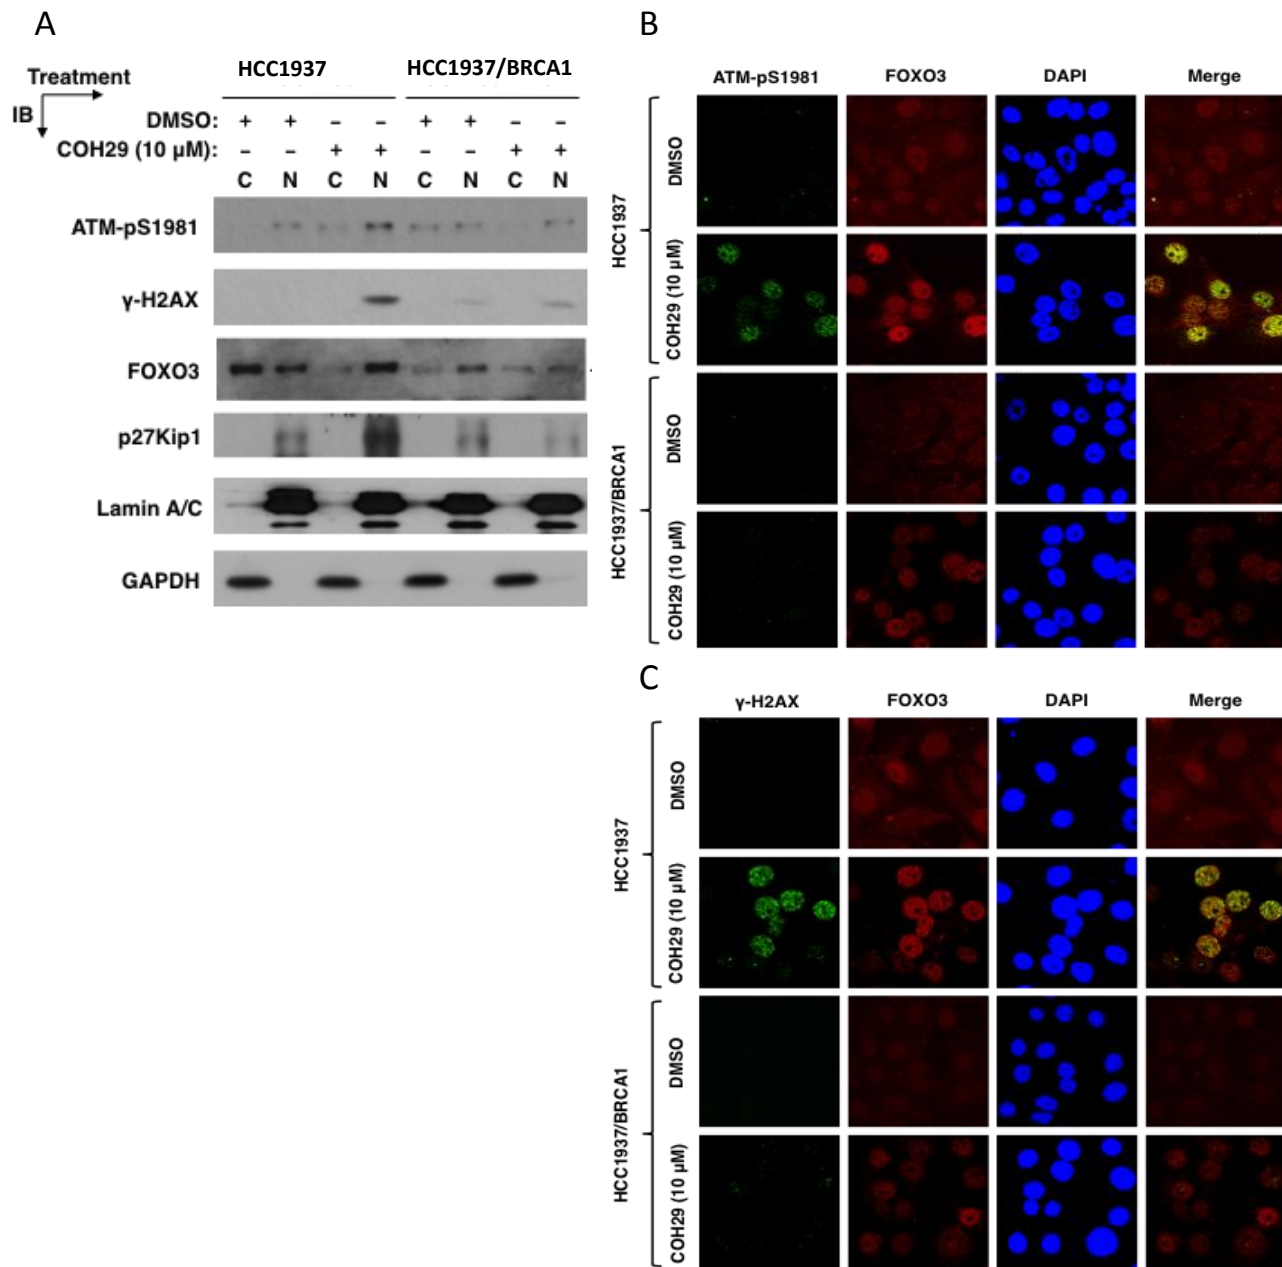 A
Treatment
IB
HCC1937 HCC1937/BRCA1
DMSO: + + – – + + – –
COH29 (10 µM): – – + + – – + +
C N C N C N C N
ATM-pS1981
γ-H2AX
FOXO3
p27Kip1
Lamin A/C
GAPDH
B
ATM-pS1981 FOXO3 DAPI Merge
HCC1937
DMSO
COH29 (10 µM)
HCC1937/BRCA1
DMSO
COH29 (10 µM)
C
γ-H2AX FOXO3 DAPI Merge
HCC1937
DMSO
COH29 (10 µM)
HCC1937/BRCA1
DMSO
COH29 (10 µM)